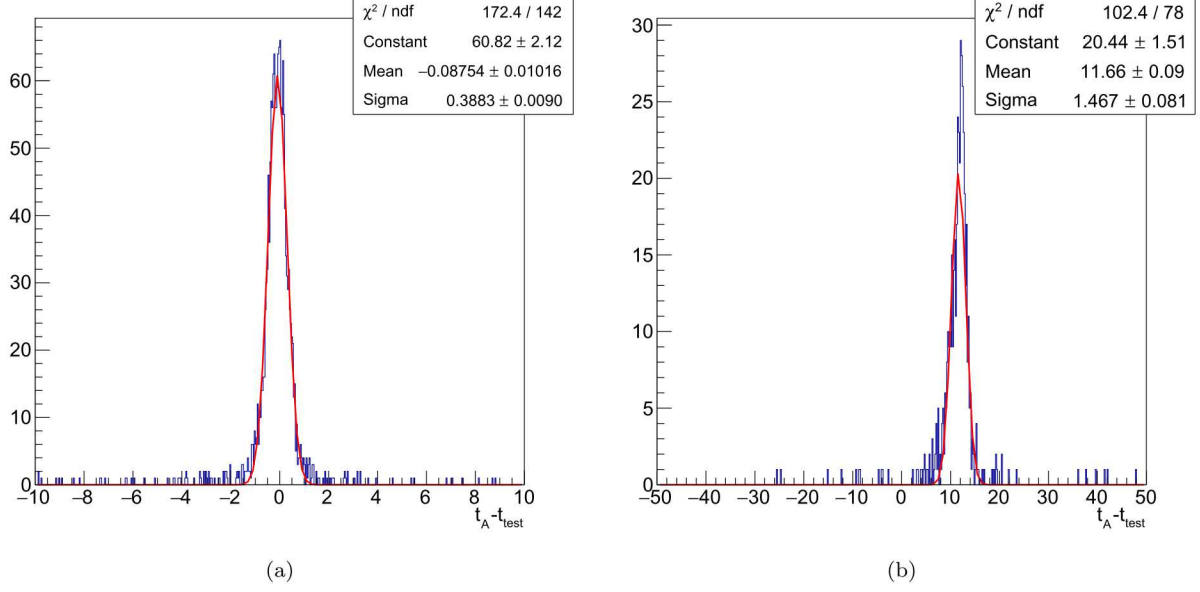 χ² / ndf 172.4 / 142
Constant 60.82 ± 2.12
Mean −0.08754 ± 0.01016
Sigma 0.3883 ± 0.0090
60
50
40
30
20
10
0
−10 −8 −6 −4 −2 0 2 4 6 8 10
t_A-t_test
(a)
χ² / ndf 102.4 / 78
Constant 20.44 ± 1.51
Mean 11.66 ± 0.09
Sigma 1.467 ± 0.081
30
25
20
15
10
5
0
−50 −40 −30 −20 −10 0 10 20 30 40 50
t_A-t_test
(b)